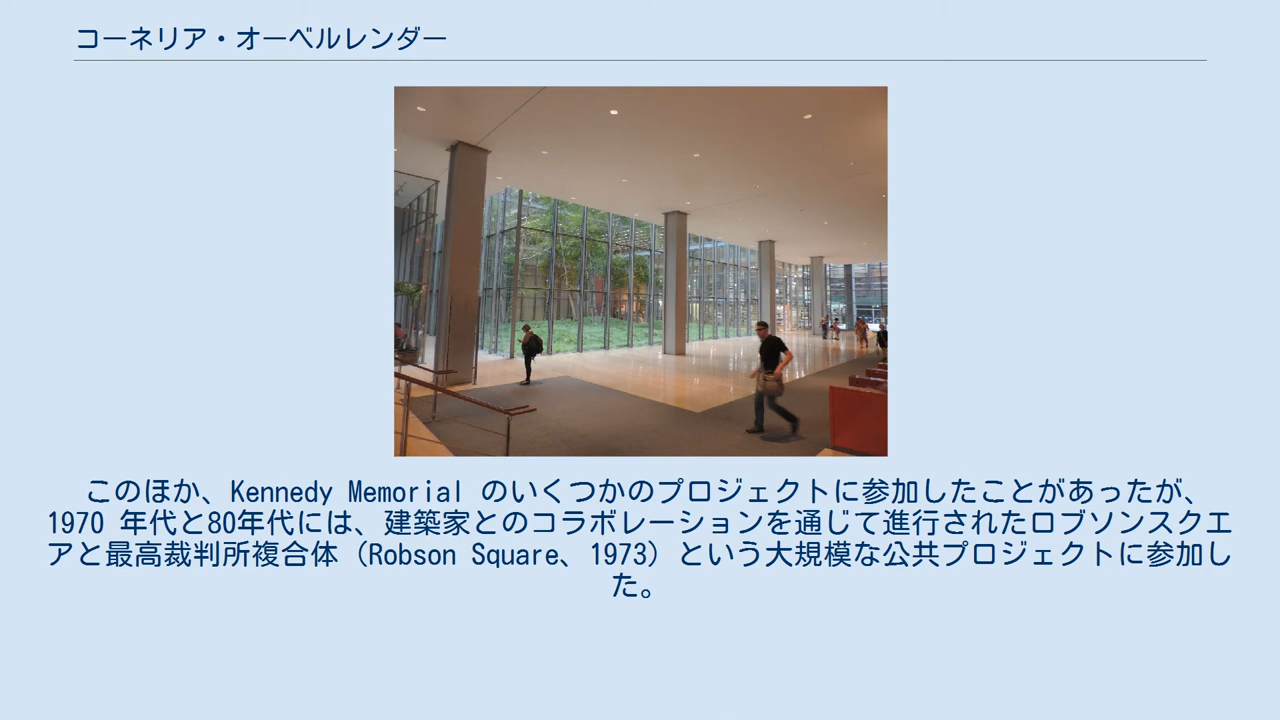 コーネリア・オーベルレンダー
このほか、Kennedy Memorial のいくつかのプロジェクトに参加したことがあったが、
1970 年代と80年代には、建築家とのコラボレーションを通じて進行されたロブソンスクエ
アと最高裁判所複合体（Robson Square、1973）という大規模な公共プロジェクトに参加し
た。